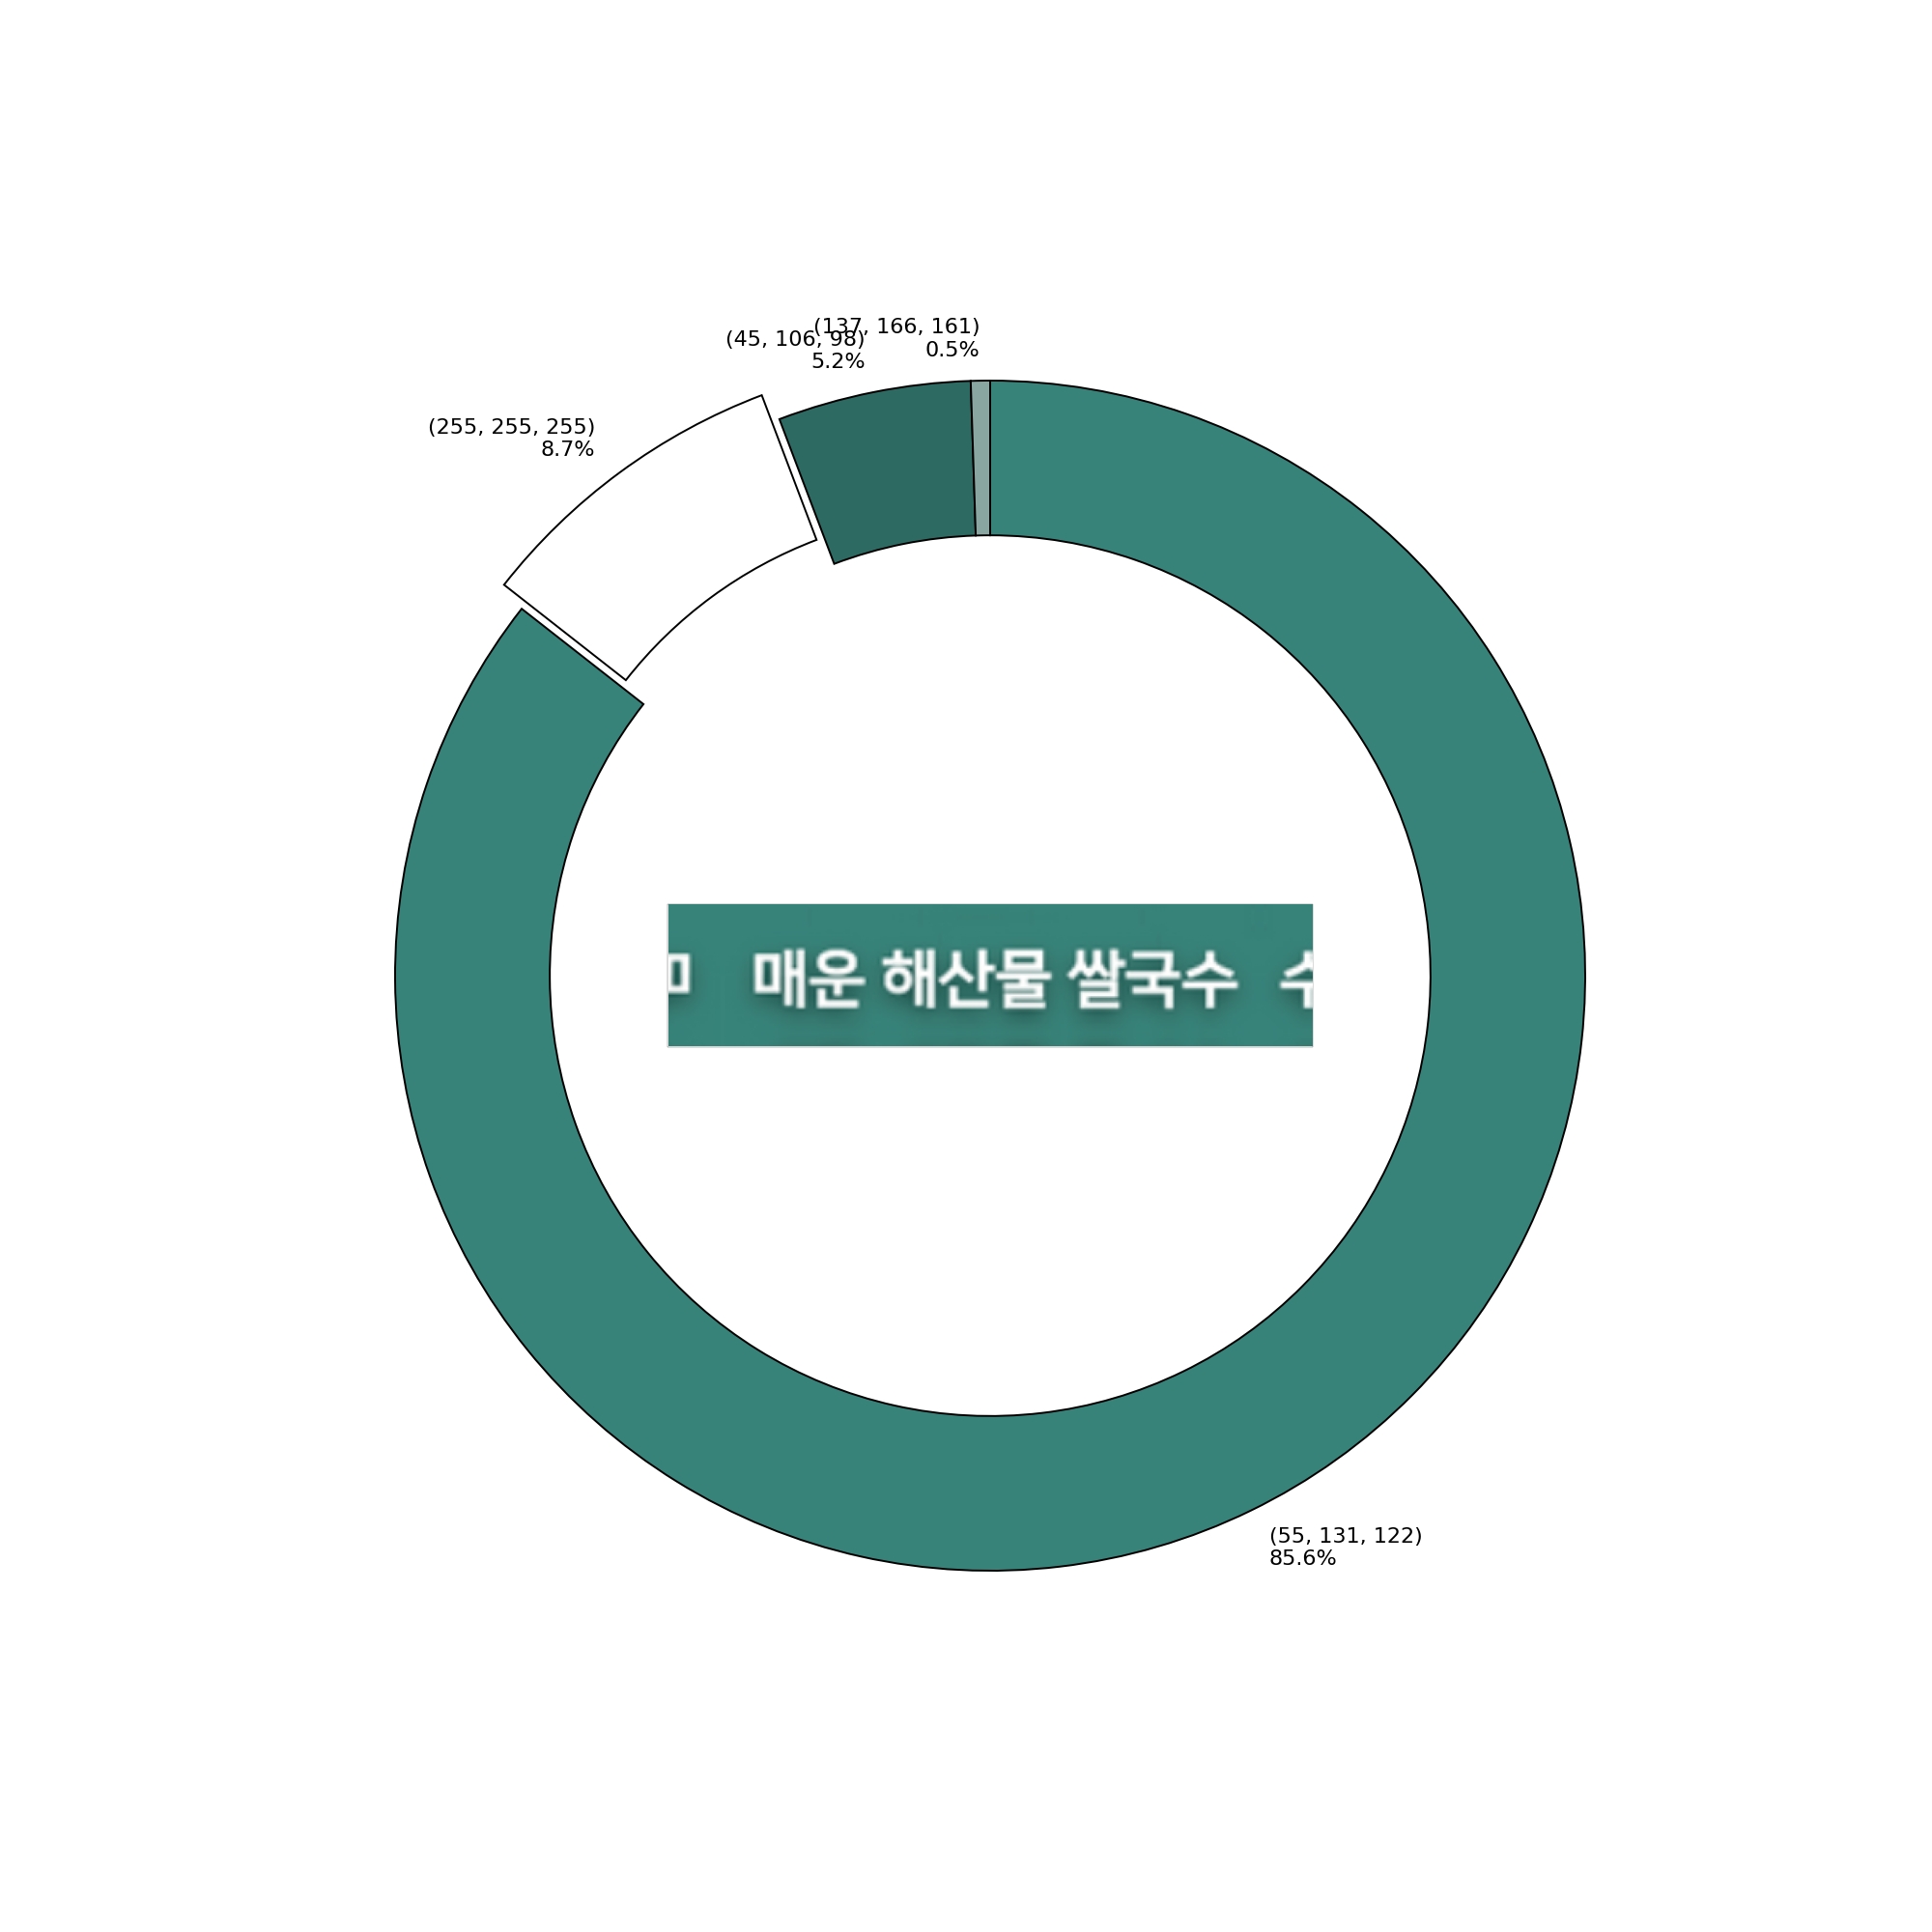 (137, 166, 161)
0.5%
(45, 106, 98)
5.2%
(255, 255, 255)
8.7%
매운 해산물 쌀국수
(55, 131, 122)
85.6%